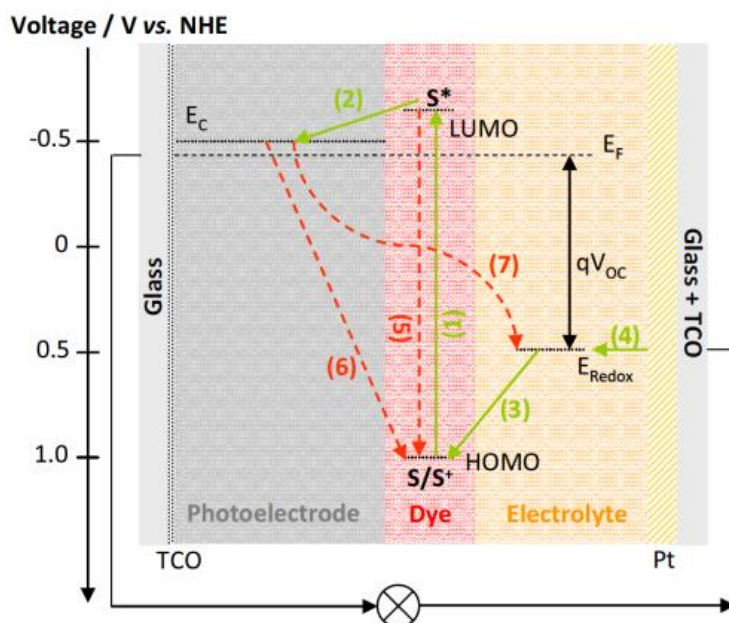 Voltage / V vs. NHE
S*
(2)
E_C
LUMO
-0.5
E_F
0
Glass
(7)
qV_OC
Glass + TCO
(5)
(1)
(4)
0.5
(6)
E_Redox
(3)
1.0
HOMO
S/S⁺
Photoelectrode
Dye
Electrolyte
TCO
Pt